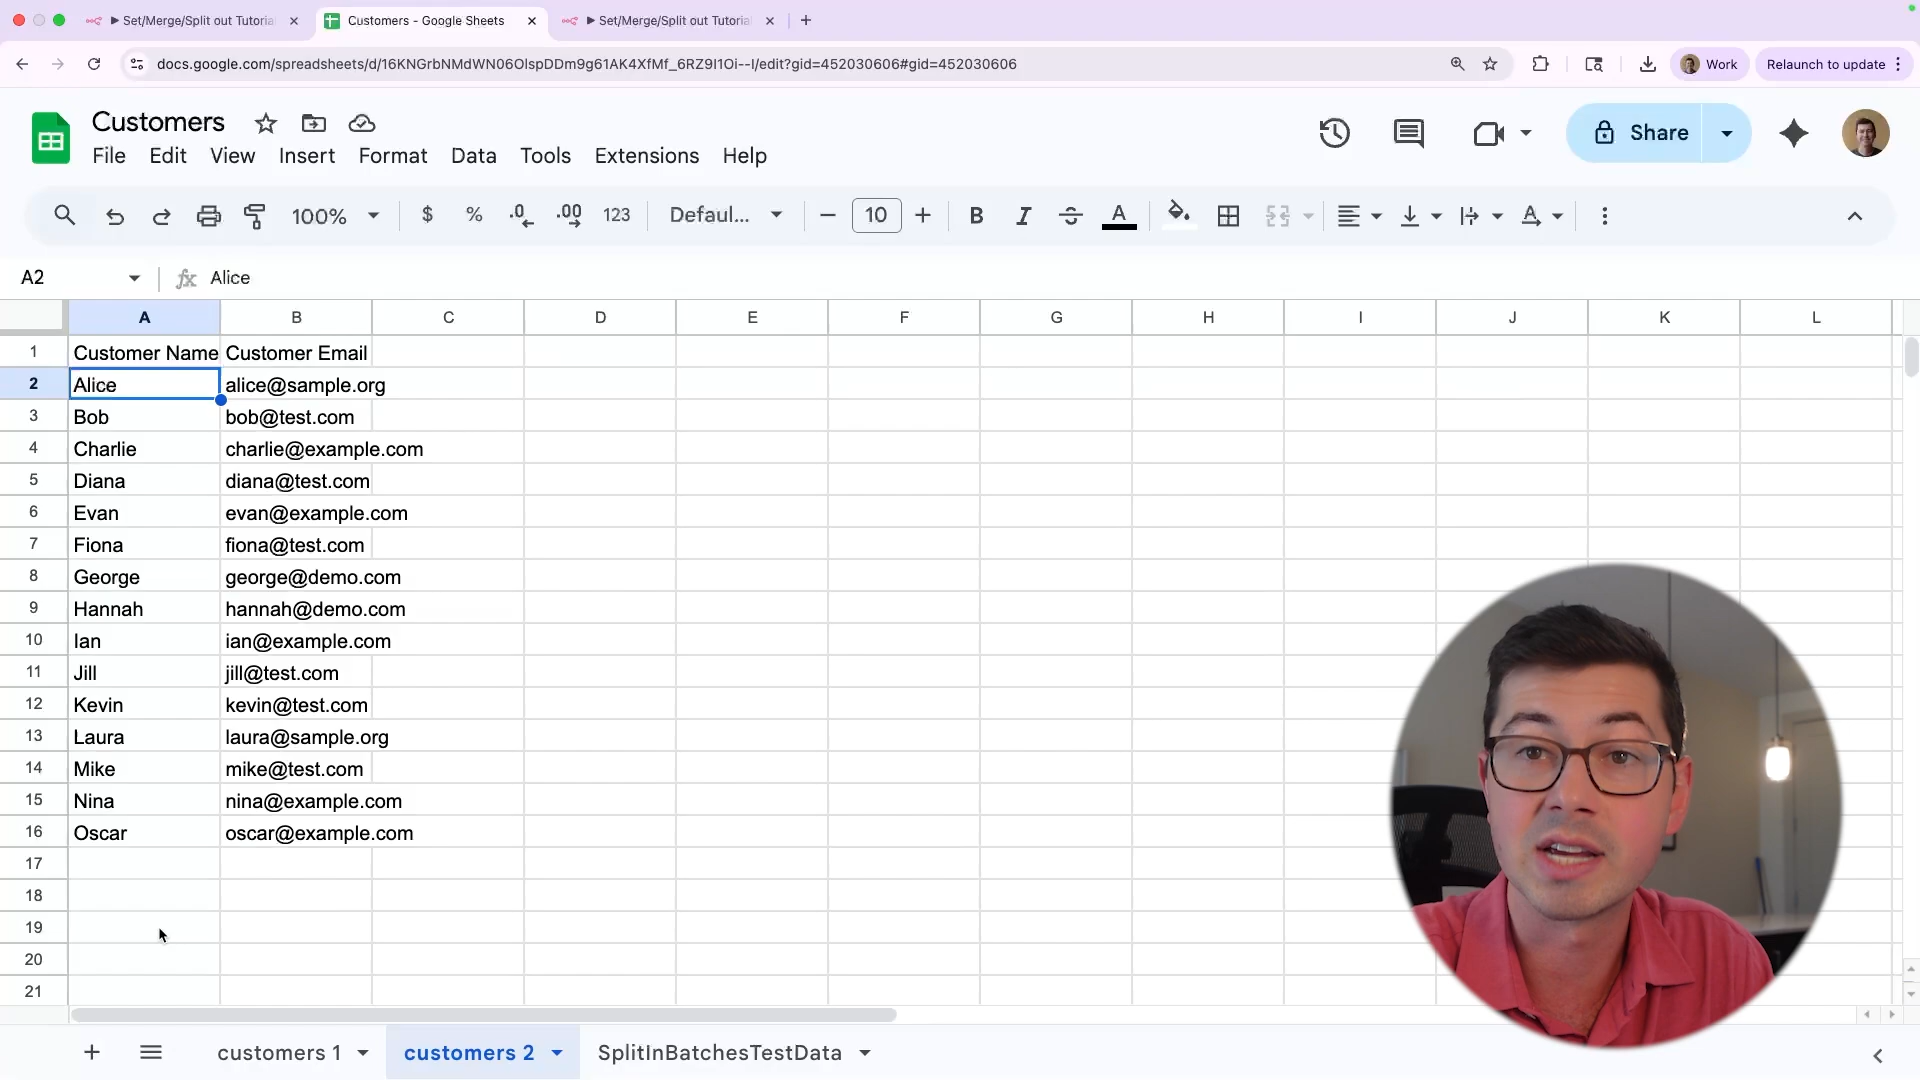 Set/Merge/Split out Tutoria
Customers - Google Sheets
Set/Merge/Split out Tutoria
docs.google.com/spreadsheets/d/16KNGrbNMdWN06OlspDDm9g61AK4XfMf_6RZ9I1Oi--I/edit?gid=452030606#gid=452030606
Work
Relaunch to update
Customers
File Edit View Insert Format Data Tools Extensions Help
Share
100% $ % .0 .00 123 Defaul... 10 B I S A A
A2 fx Alice
A B C D E F G H I J K L
1 Customer Name Customer Email
2 Alice alice@sample.org
3 Bob bob@test.com
4 Charlie charlie@example.com
5 Diana diana@test.com
6 Evan evan@example.com
7 Fiona fiona@test.com
8 George george@demo.com
9 Hannah hannah@demo.com
10 Ian ian@example.com
11 Jill jill@test.com
12 Kevin kevin@test.com
13 Laura laura@sample.org
14 Mike mike@test.com
15 Nina nina@example.com
16 Oscar oscar@example.com
17
18
19
20
21
customers 1 customers 2 SplitInBatchesTestData